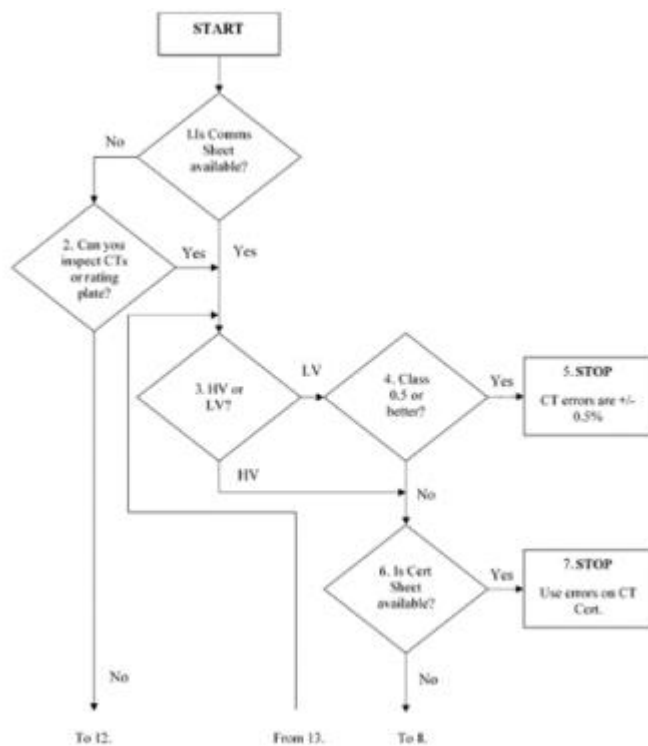 START
1.Is Comms
Sheet
available?
No
Yes
2. Can you
inspect CTs
or rating
plate?
Yes
3. HV or
LV?
LV
4. Class
0.5 or
better?
Yes
5. STOP
CT errors are +/-
0.5%
HV
No
6. Is Cert
Sheet
available?
Yes
7. STOP
Use errors on CT
Cert.
No
No
To 12.
From 13.
To 8.